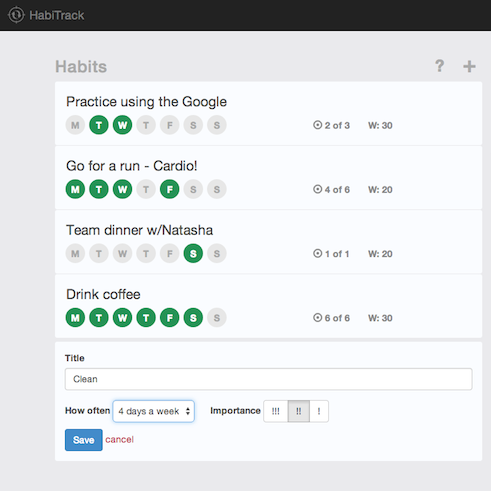 HabiTrack
Habits ? +
Practice using the Google
M T W T F S S 2 of 3 W: 30
Go for a run - Cardio!
M T W T F S S 4 of 6 W: 20
Team dinner w/Natasha
M T W T F S S 1 of 1 W: 20
Drink coffee
M T W T F S S 6 of 6 W: 30
Title
Clean
How often 4 days a week Importance !!! !! !
Save cancel